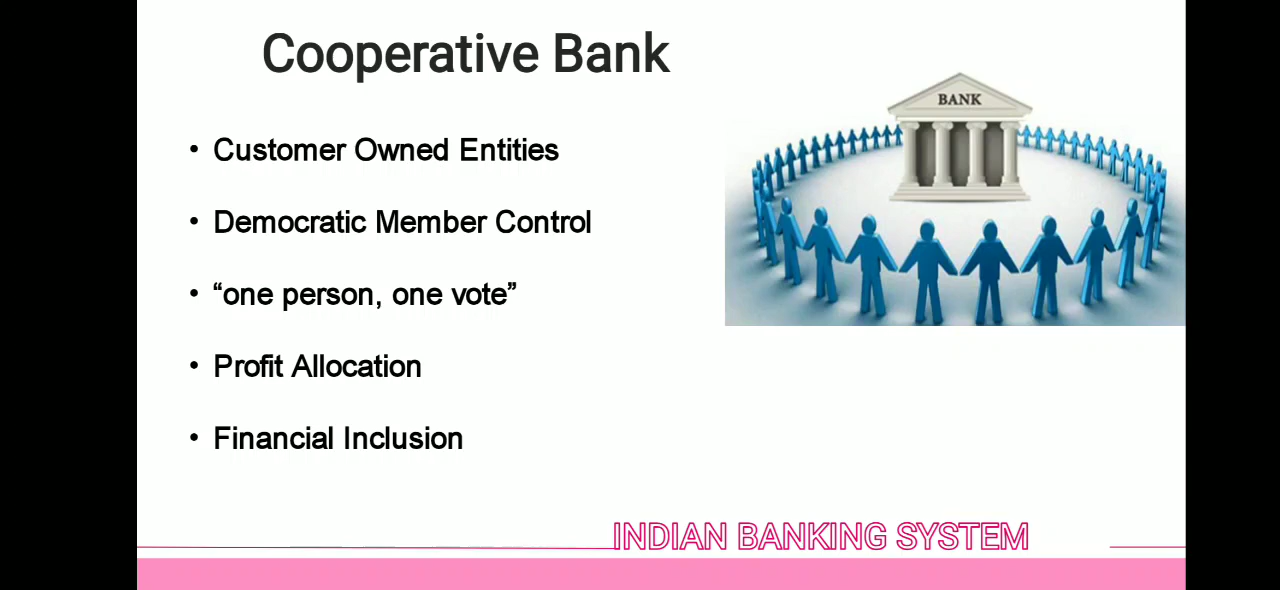 Cooperative Bank
BANK
• Customer Owned Entities
• Democratic Member Control
• “one person, one vote”
• Profit Allocation
• Financial Inclusion
INDIAN BANKING SYSTEM